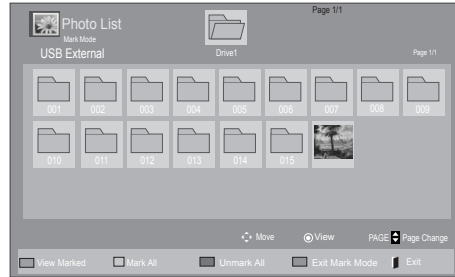 Page 1/1
Photo List
Mark Mode
USB External
Drive1
Page 1/1
001 002 003 004 005 006 007 008 009
010 011 012 013 014 015
Move View PAGE Page Change
View Marked Mark All Unmark All Exit Mark Mode Exit